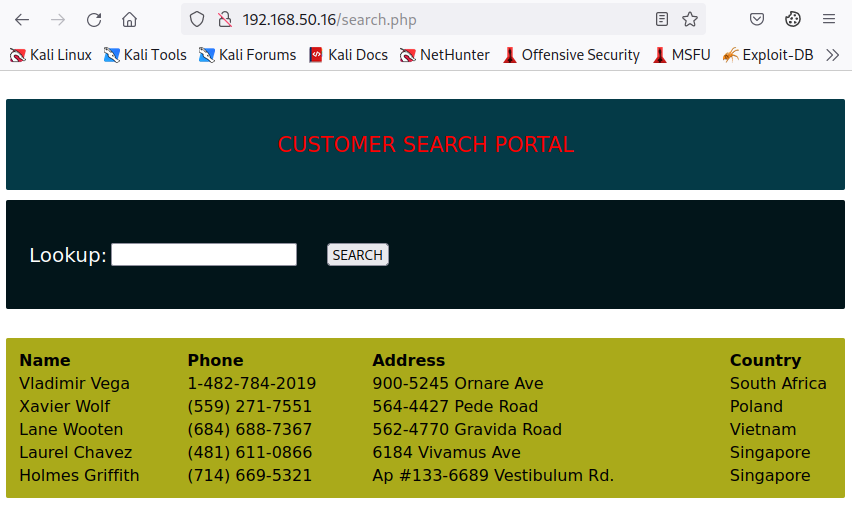 192.168.50.16/search.php
Kali Linux Kali Tools Kali Forums Kali Docs NetHunter Offensive Security MSFU Exploit-DB
CUSTOMER SEARCH PORTAL
Lookup: SEARCH
Name Phone Address Country
Vladimir Vega 1-482-784-2019 900-5245 Ornare Ave South Africa
Xavier Wolf (559) 271-7551 564-4427 Pede Road Poland
Lane Wooten (684) 688-7367 562-4770 Gravida Road Vietnam
Laurel Chavez (481) 611-0866 6184 Vivamus Ave Singapore
Holmes Griffith (714) 669-5321 Ap #133-6689 Vestibulum Rd. Singapore